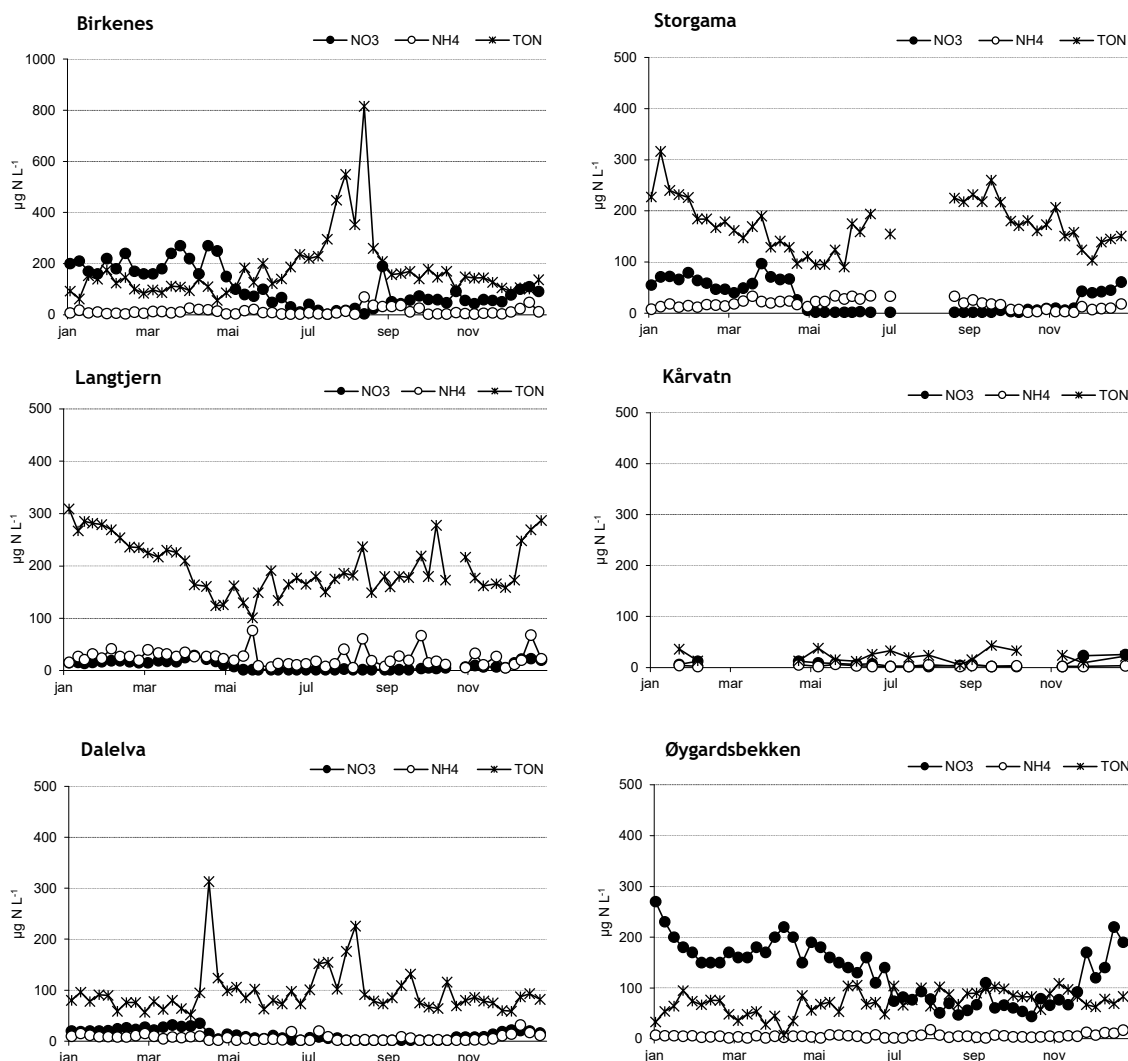 Birkenes
NO3 NH4 TON
µg N L-1
1000
800
600
400
200
0
jan mar mai jul sep nov
Storgama
NO3 NH4 TON
µg N L-1
500
400
300
200
100
0
jan mar mai jul sep nov
Langtjern
NO3 NH4 TON
µg N L-1
500
400
300
200
100
0
jan mar mai jul sep nov
Kårvatn
NO3 NH4 TON
µg N L-1
500
400
300
200
100
0
jan mar mai jul sep nov
Dalelva
NO3 NH4 TON
µg N L-1
500
400
300
200
100
0
jan mar mai jul sep nov
Øygardsbekken
NO3 NH4 TON
µg N L-1
500
400
300
200
100
0
jan mar mai jul sep nov